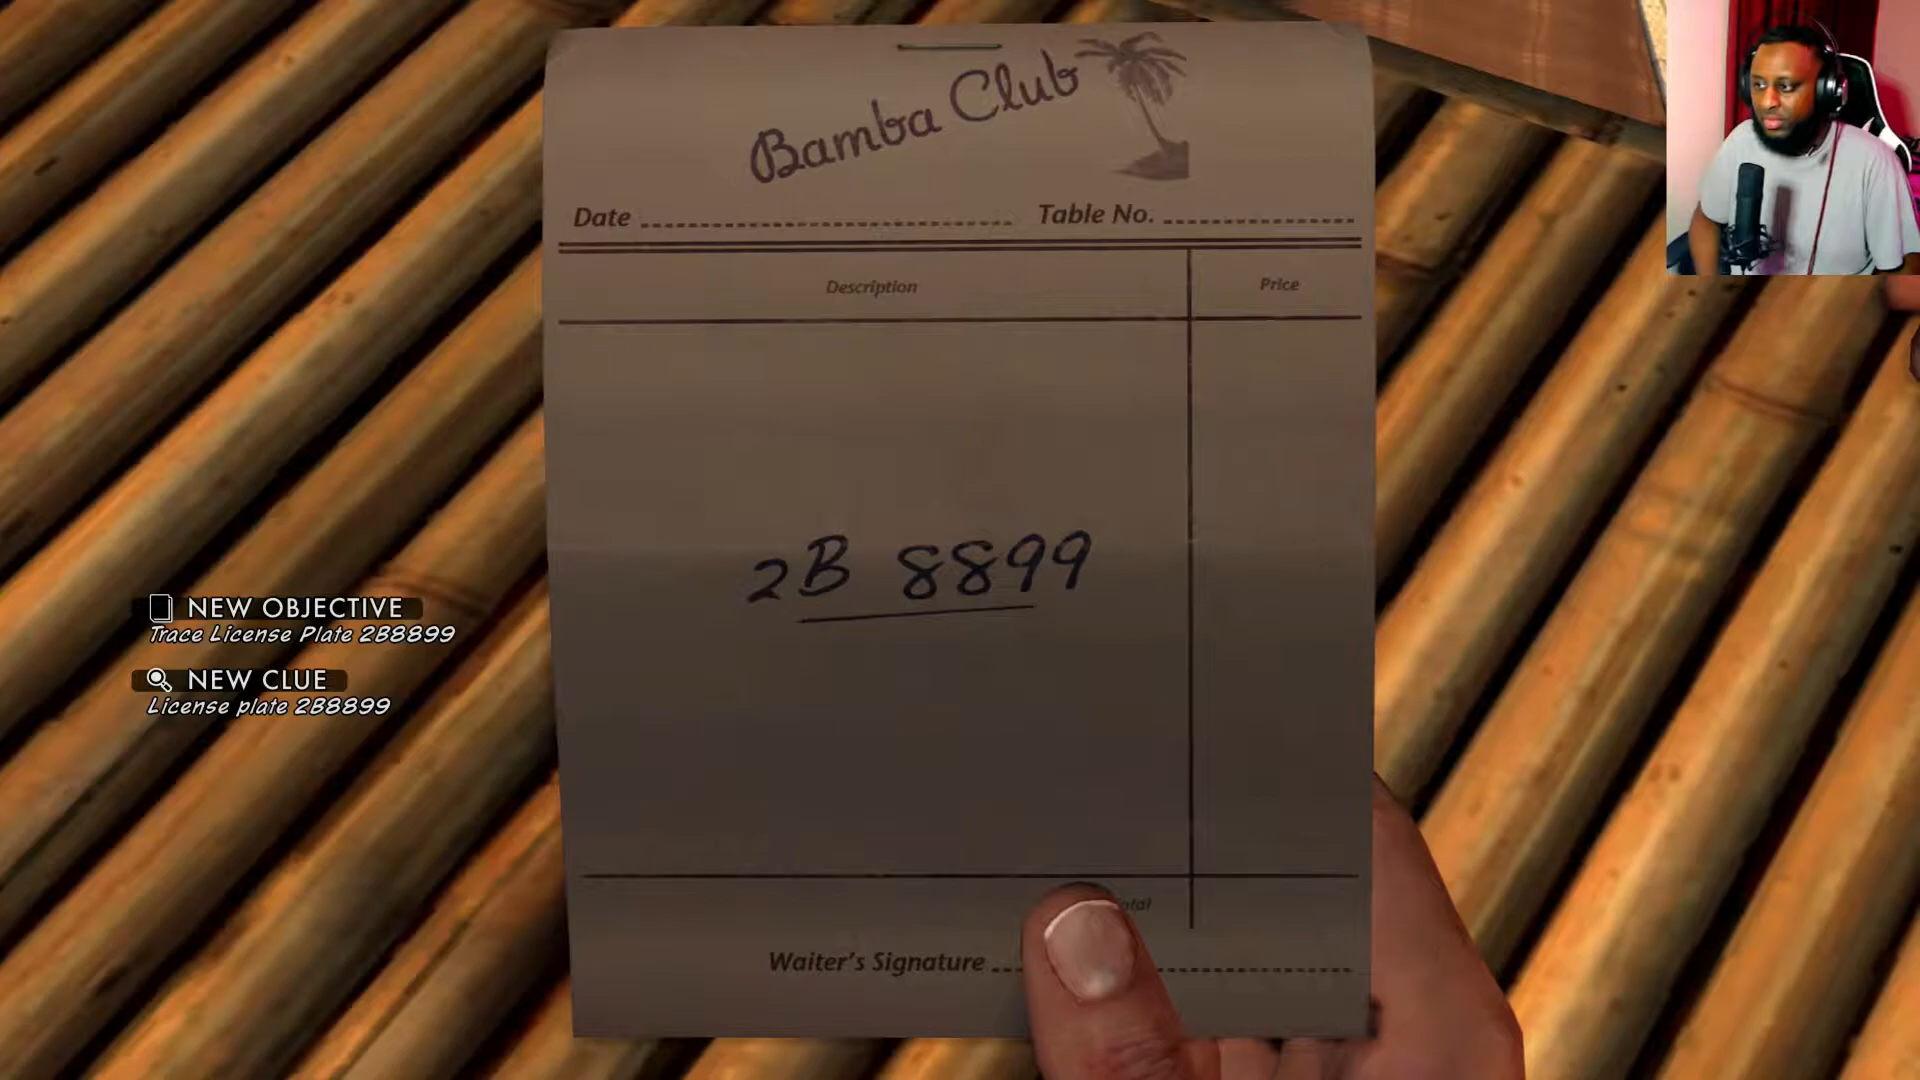 Bamba Club
Date
Table No.
Description
Price
2B 8899
NEW OBJECTIVE
Trace License Plate 2B8899
NEW CLUE
License plate 2B8899
Waiter's Signature